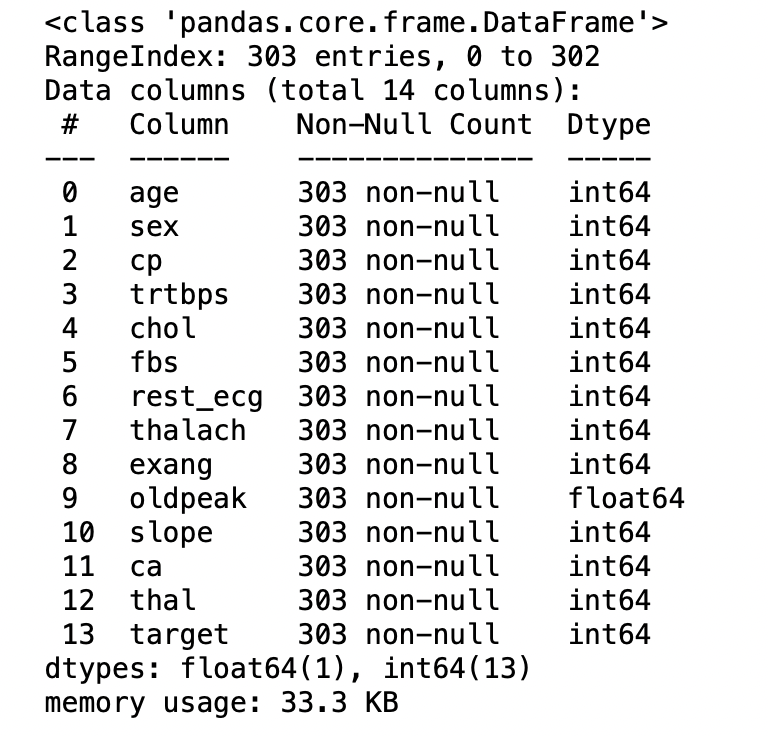 <class 'pandas.core.frame.DataFrame'>
RangeIndex: 303 entries, 0 to 302
Data columns (total 14 columns):
 #   Column    Non-Null Count  Dtype
---  ------    --------------  -----
 0   age       303 non-null    int64
 1   sex       303 non-null    int64
 2   cp        303 non-null    int64
 3   trtbps    303 non-null    int64
 4   chol      303 non-null    int64
 5   fbs       303 non-null    int64
 6   rest_ecg  303 non-null    int64
 7   thalach   303 non-null    int64
 8   exang     303 non-null    int64
 9   oldpeak   303 non-null    float64
 10  slope     303 non-null    int64
 11  ca        303 non-null    int64
 12  thal      303 non-null    int64
 13  target    303 non-null    int64
dtypes: float64(1), int64(13)
memory usage: 33.3 KB